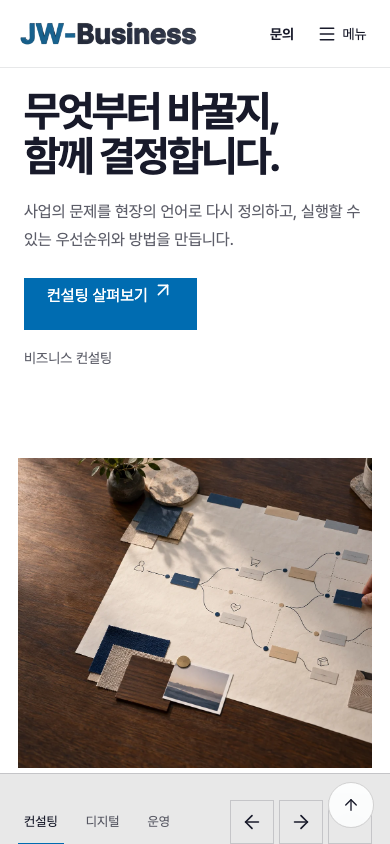 JW-Business
문의
메뉴
무엇부터 바꿀지,
함께 결정합니다.
사업의 문제를 현장의 언어로 다시 정의하고, 실행할 수
있는 우선순위와 방법을 만듭니다.
컨설팅 살펴보기
비즈니스 컨설팅
컨설팅
디지털
운영